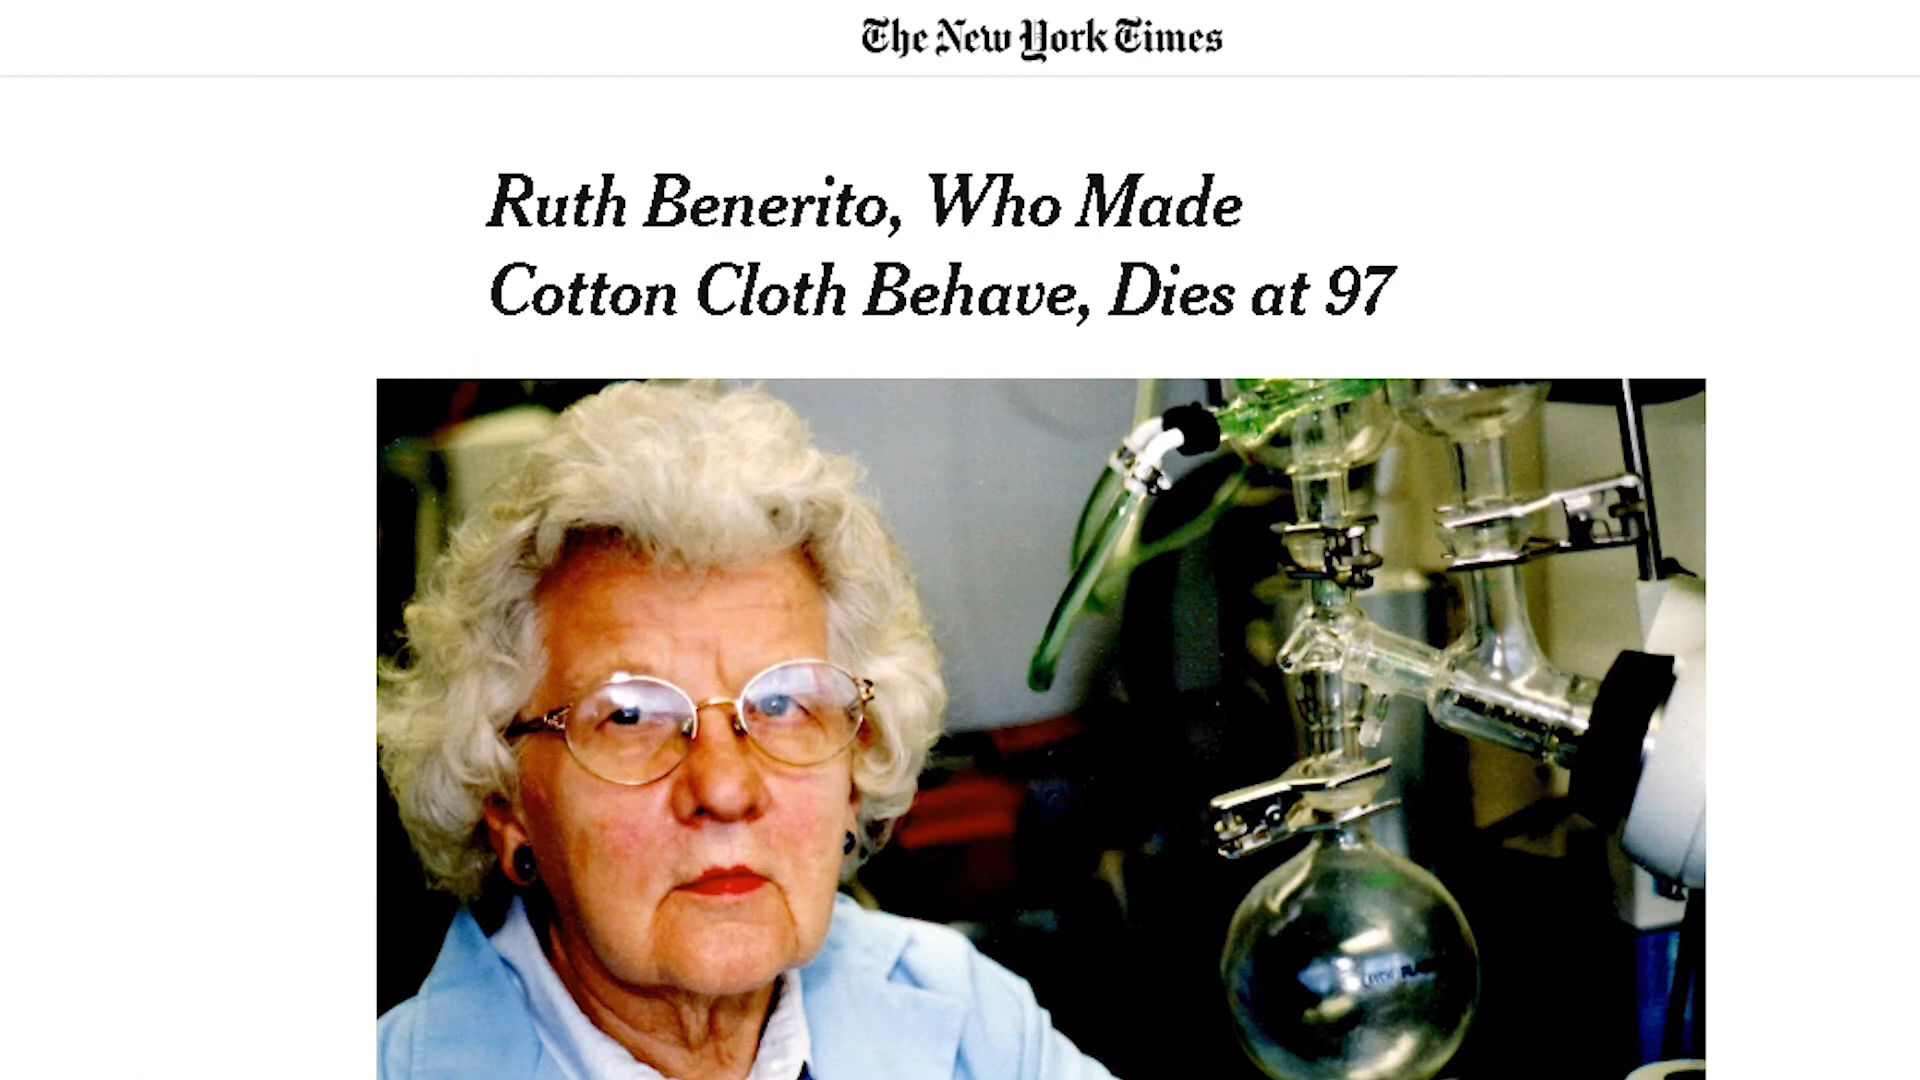 The New York Times
Ruth Benerito, Who Made
Cotton Cloth Behave, Dies at 97